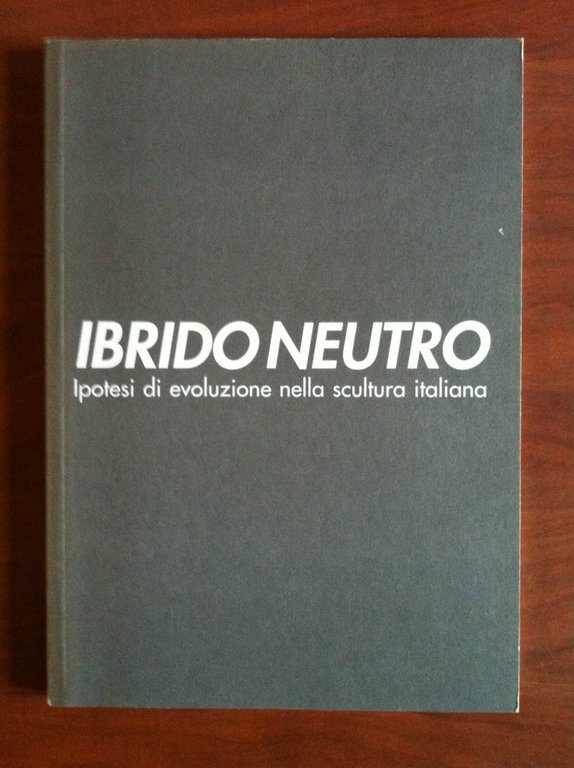 IBRIDO NEUTRO
Ipotesi di evoluzione nella scultura italiana